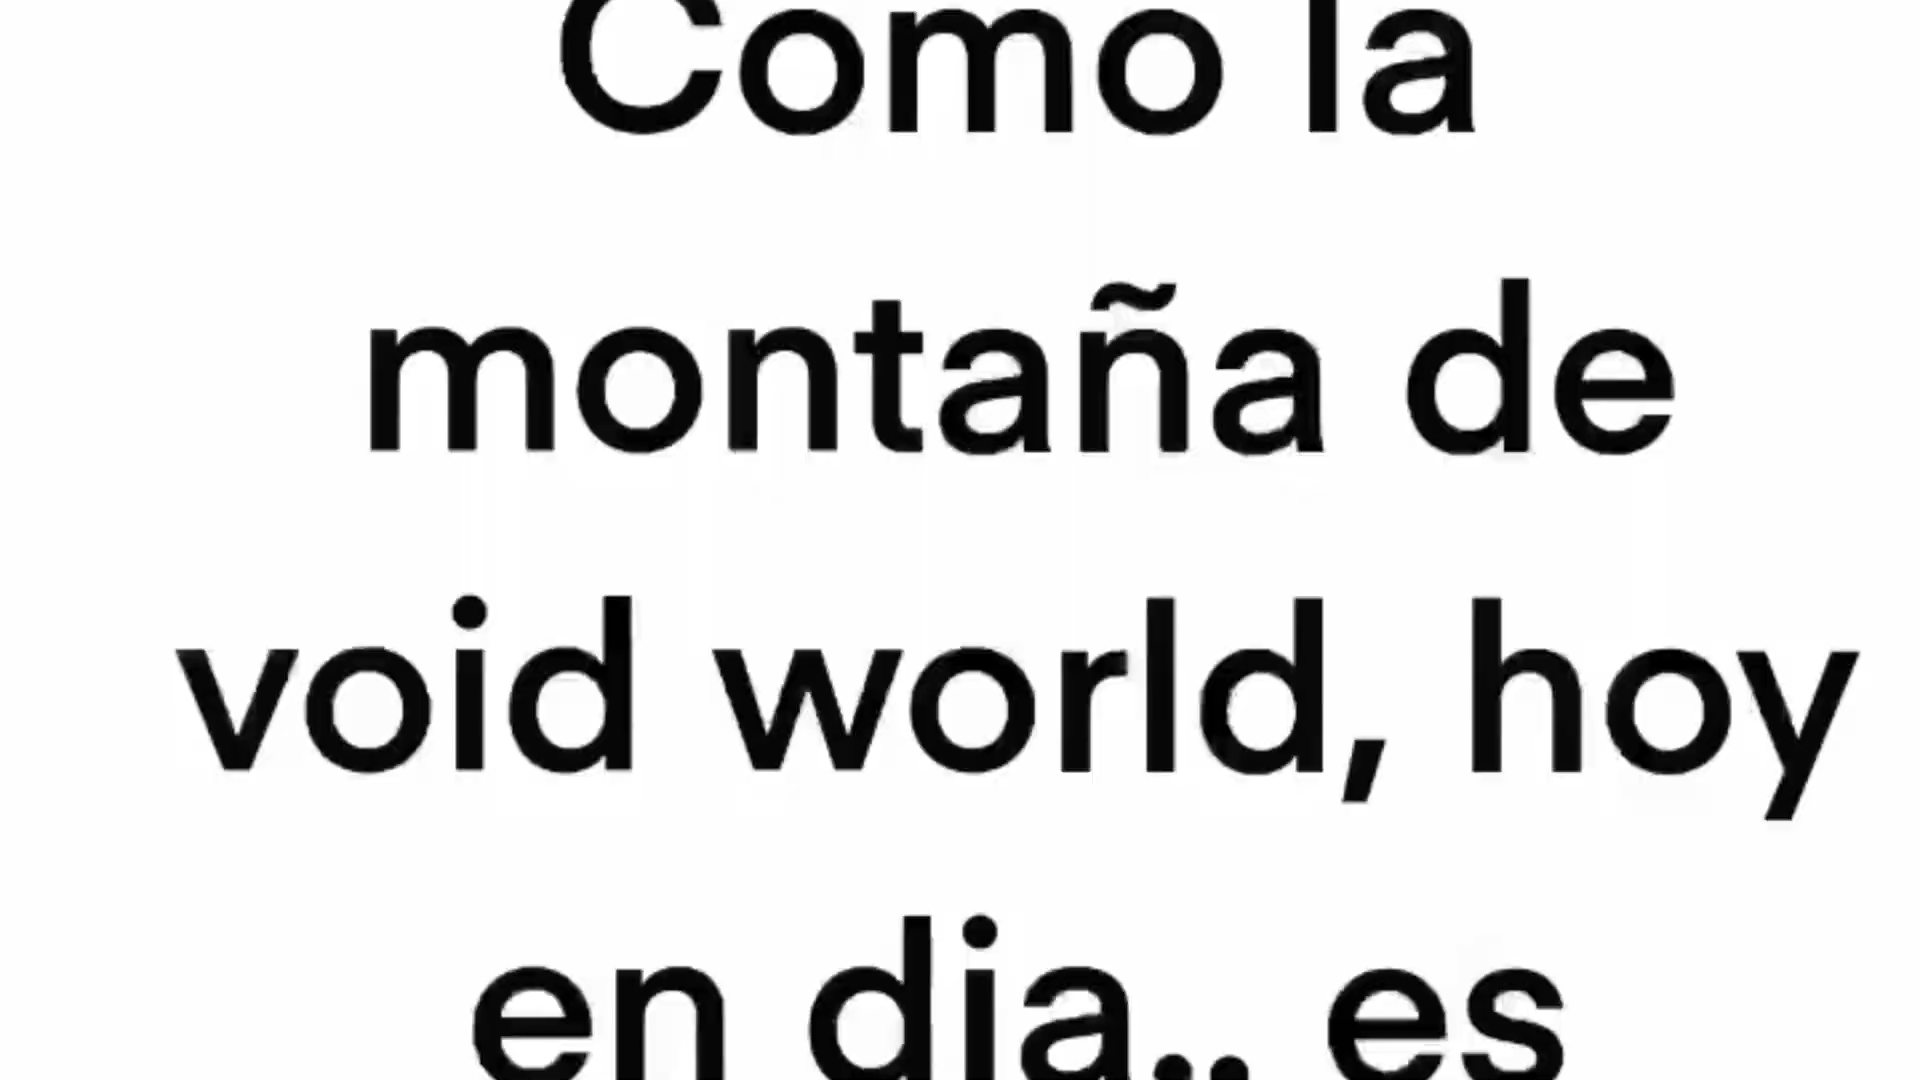 Como la
montaña de
void world, hoy
en dia.. es